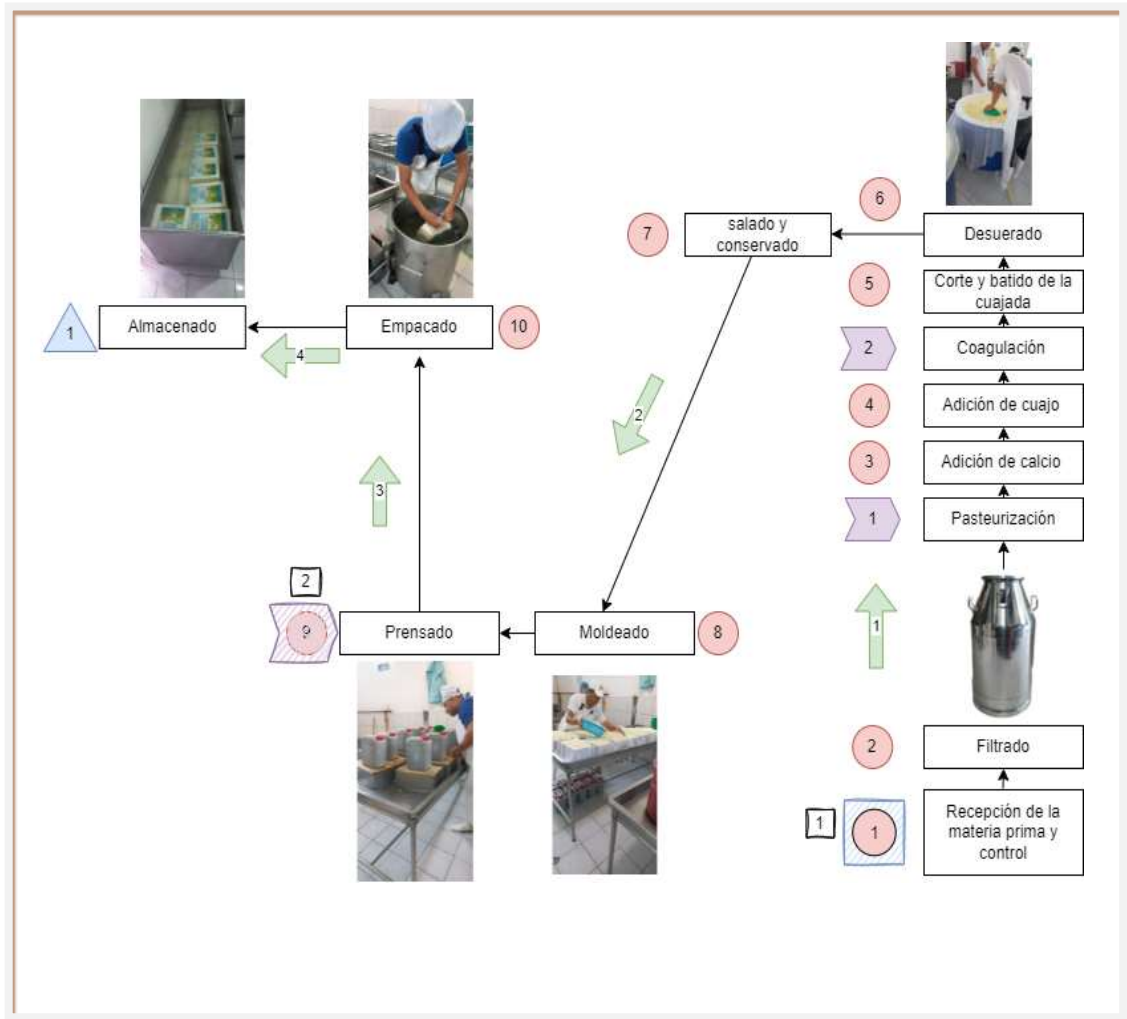 6
7
salado y
conservado
Desuerado
5
Corte y batido de la
cuajada
1
Almacenado
Empacado
10
4
2
Coagulación
4
Adición de cuajo
2
3
Adición de calcio
3
1
Pasteurización
2
9
Prensado
Moldeado
8
1
2
Filtrado
1
1
Recepción de la
materia prima y
control